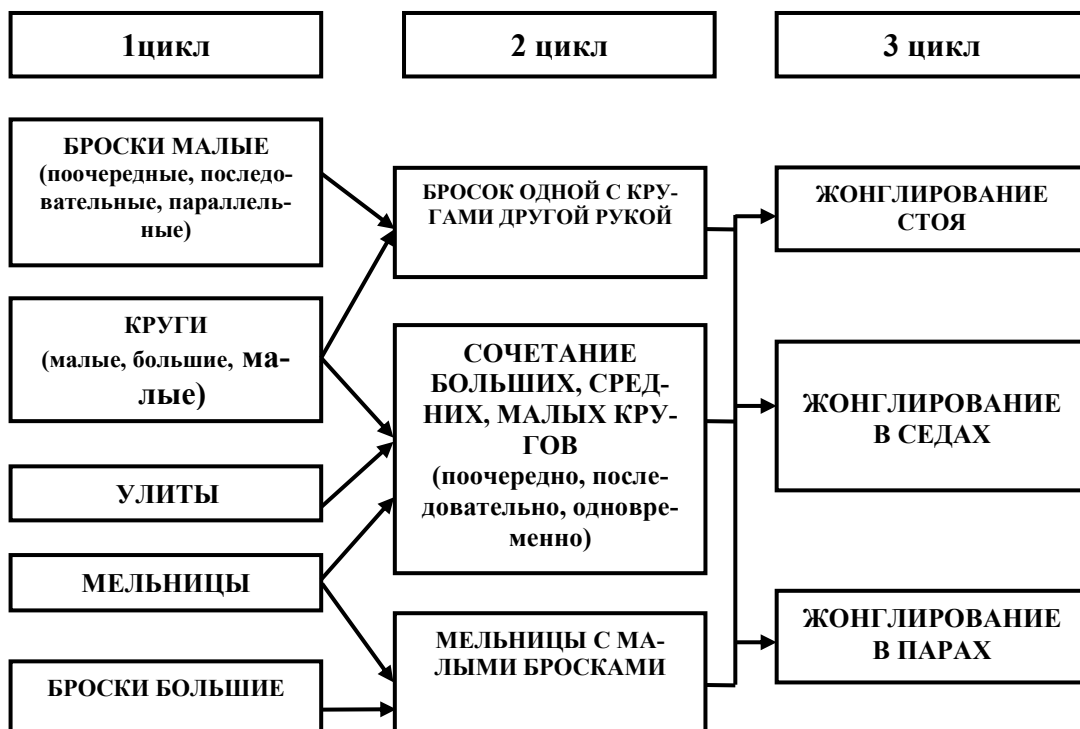 1цикл
2 цикл
3 цикл
БРОСКИ МАЛЫЕ
(поочередные, последо-
вательные, параллель-
ные)
КРУГИ
(малые, большие, ма-
лые)
УЛИТЫ
МЕЛЬНИЦЫ
БРОСКИ БОЛЬШИЕ
БРОСОК ОДНОЙ С КРУ-
ГАМИ ДРУГОЙ РУКОЙ
СОЧЕТАНИЕ
БОЛЬШИХ, СРЕД-
НИХ, МАЛЫХ КРУ-
ГОВ
(поочередно, после-
довательно, одновре-
менно)
МЕЛЬНИЦЫ С МА-
ЛЫМИ БРОСКАМИ
ЖОНГЛИРОВАНИЕ
СТОЯ
ЖОНГЛИРОВАНИЕ
В СЕДАХ
ЖОНГЛИРОВАНИЕ
В ПАРАХ